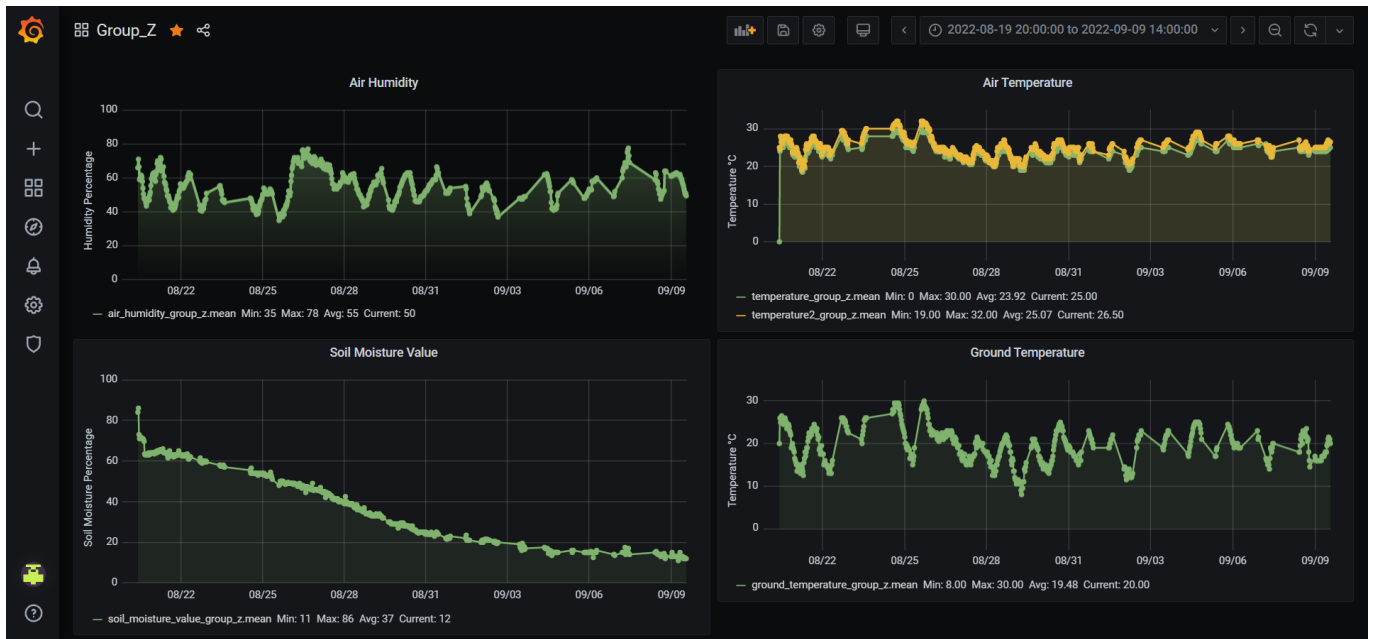 Group_Z
2022-08-19 20:00:00 to 2022-09-09 14:00:00
Air Humidity
100
80
60
40
20
0
Humidity Percentage
08/22 08/25 08/28 08/31 09/03 09/06 09/09
air_humidity_group_z.mean Min: 35 Max: 78 Avg: 55 Current: 50
Air Temperature
30
20
10
0
Temperature °C
08/22 08/25 08/28 08/31 09/03 09/06 09/09
temperature_group_z.mean Min: 0 Max: 30.00 Avg: 23.92 Current: 25.00
temperature2_group_z.mean Min: 19.00 Max: 32.00 Avg: 25.07 Current: 26.50
Soil Moisture Value
100
80
60
40
20
0
Soil Moisture Percentage
08/22 08/25 08/28 08/31 09/03 09/06 09/09
soil_moisture_value_group_z.mean Min: 11 Max: 86 Avg: 37 Current: 12
Ground Temperature
30
20
10
0
Temperature °C
08/22 08/25 08/28 08/31 09/03 09/06 09/09
ground_temperature_group_z.mean Min: 8.00 Max: 30.00 Avg: 19.48 Current: 20.00